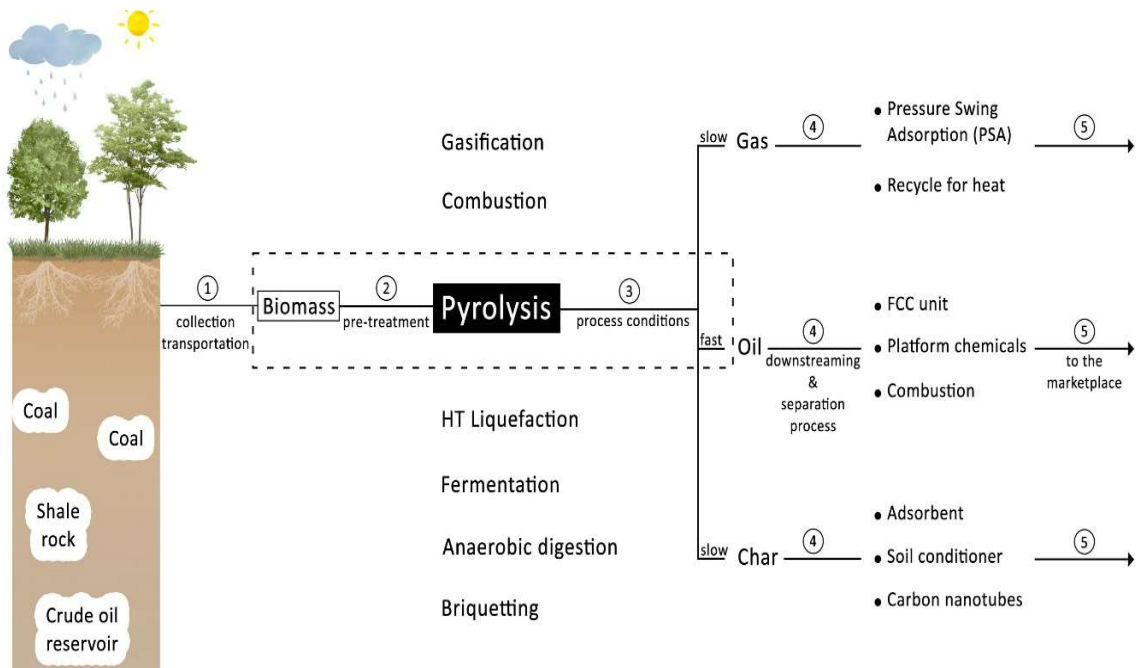 Coal
Coal
Shale
rock
Crude oil
reservoir
①
collection
transportation
Biomass
②
pre-treatment
Gasification
Combustion
Pyrolysis
HT Liquefaction
Fermentation
Anaerobic digestion
Briquetting
③
process conditions
slow
Gas
④
• Pressure Swing
Adsorption (PSA)
• Recycle for heat
⑤
fast
Oil
④
downstreaming
&
separation
process
• FCC unit
• Platform chemicals
• Combustion
⑤
to the
marketplace
slow
Char
④
• Adsorbent
• Soil conditioner
• Carbon nanotubes
⑤